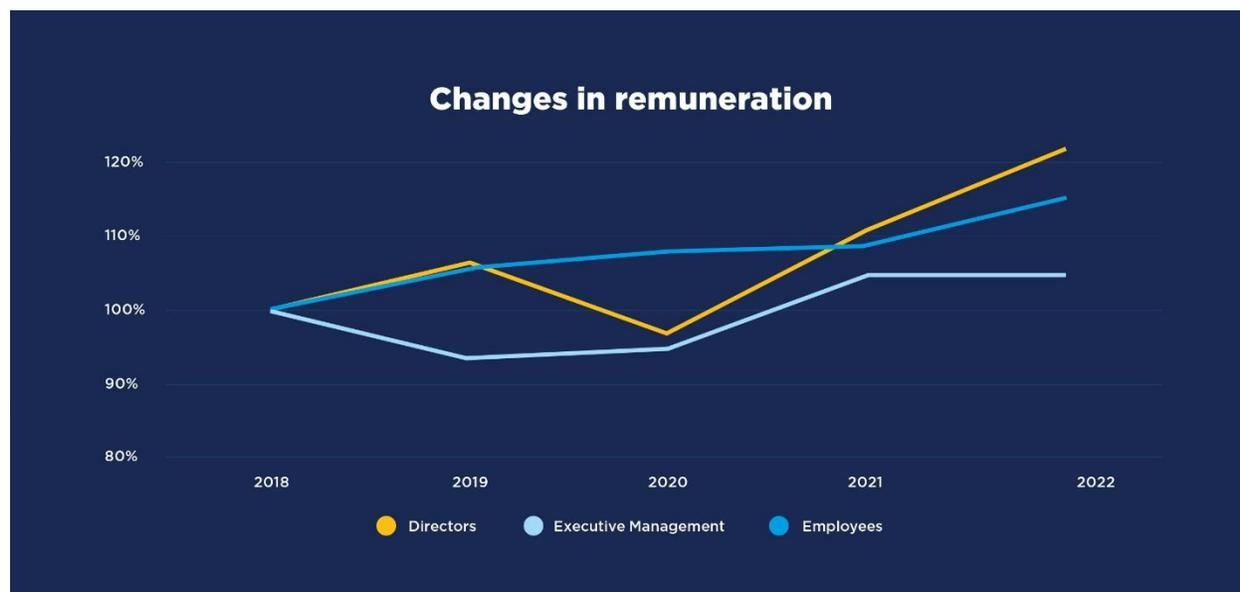 Changes in remuneration
120%
110%
100%
90%
80%
2018 2019 2020 2021 2022
Directors Executive Management Employees